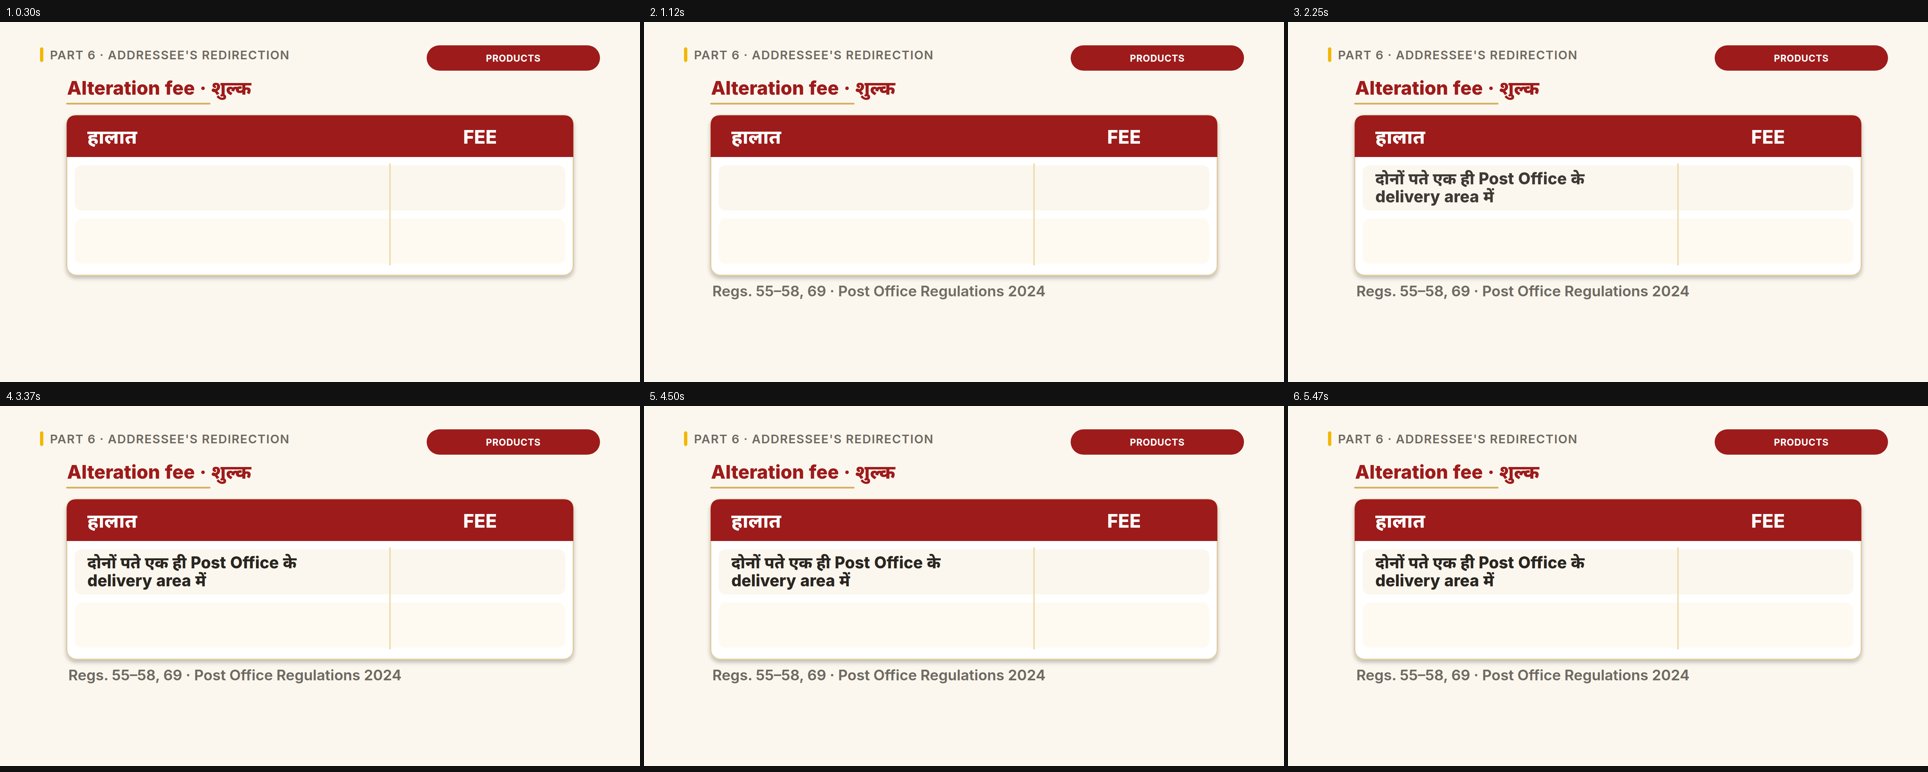 1. 0.30s
PART 6 · ADDRESSEE'S REDIRECTION
PRODUCTS
Alteration fee · शुल्क
हालात FEE
2. 1.12s
PART 6 · ADDRESSEE'S REDIRECTION
PRODUCTS
Alteration fee · शुल्क
हालात FEE
Regs. 55–58, 69 · Post Office Regulations 2024
3. 2.25s
PART 6 · ADDRESSEE'S REDIRECTION
PRODUCTS
Alteration fee · शुल्क
हालात FEE
दोनों पते एक ही Post Office के
delivery area में
Regs. 55–58, 69 · Post Office Regulations 2024
4. 3.37s
PART 6 · ADDRESSEE'S REDIRECTION
PRODUCTS
Alteration fee · शुल्क
हालात FEE
दोनों पते एक ही Post Office के
delivery area में
Regs. 55–58, 69 · Post Office Regulations 2024
5. 4.50s
PART 6 · ADDRESSEE'S REDIRECTION
PRODUCTS
Alteration fee · शुल्क
हालात FEE
दोनों पते एक ही Post Office के
delivery area में
Regs. 55–58, 69 · Post Office Regulations 2024
6. 5.47s
PART 6 · ADDRESSEE'S REDIRECTION
PRODUCTS
Alteration fee · शुल्क
हालात FEE
दोनों पते एक ही Post Office के
delivery area में
Regs. 55–58, 69 · Post Office Regulations 2024